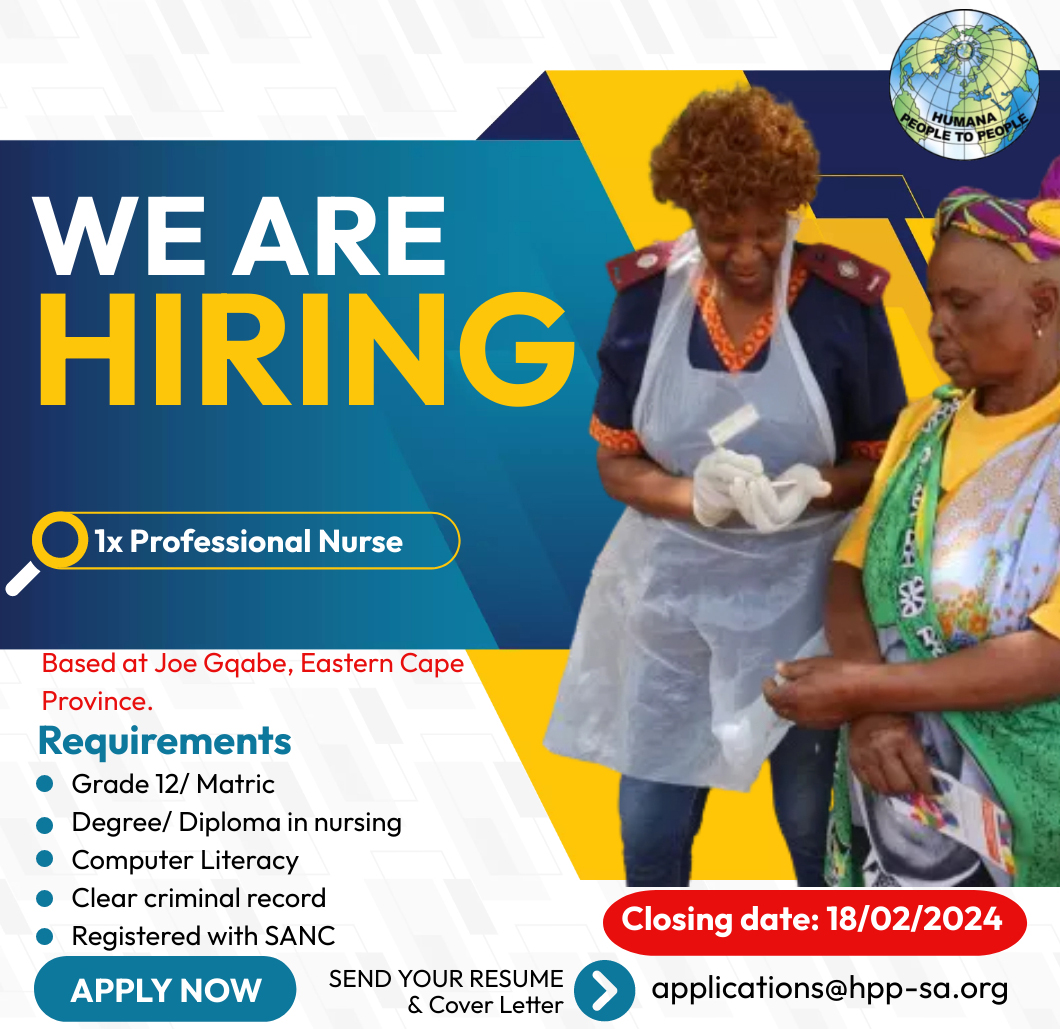 HUMANA
PEOPLE TO PEOPLE
WE ARE
HIRING
1x Professional Nurse
Based at Joe Gqabe, Eastern Cape
Province.
Requirements
Grade 12/ Matric
Degree/ Diploma in nursing
Computer Literacy
Clear criminal record
Registered with SANC
Closing date: 18/02/2024
APPLY NOW
SEND YOUR RESUME
& Cover Letter
applications@hpp-sa.org